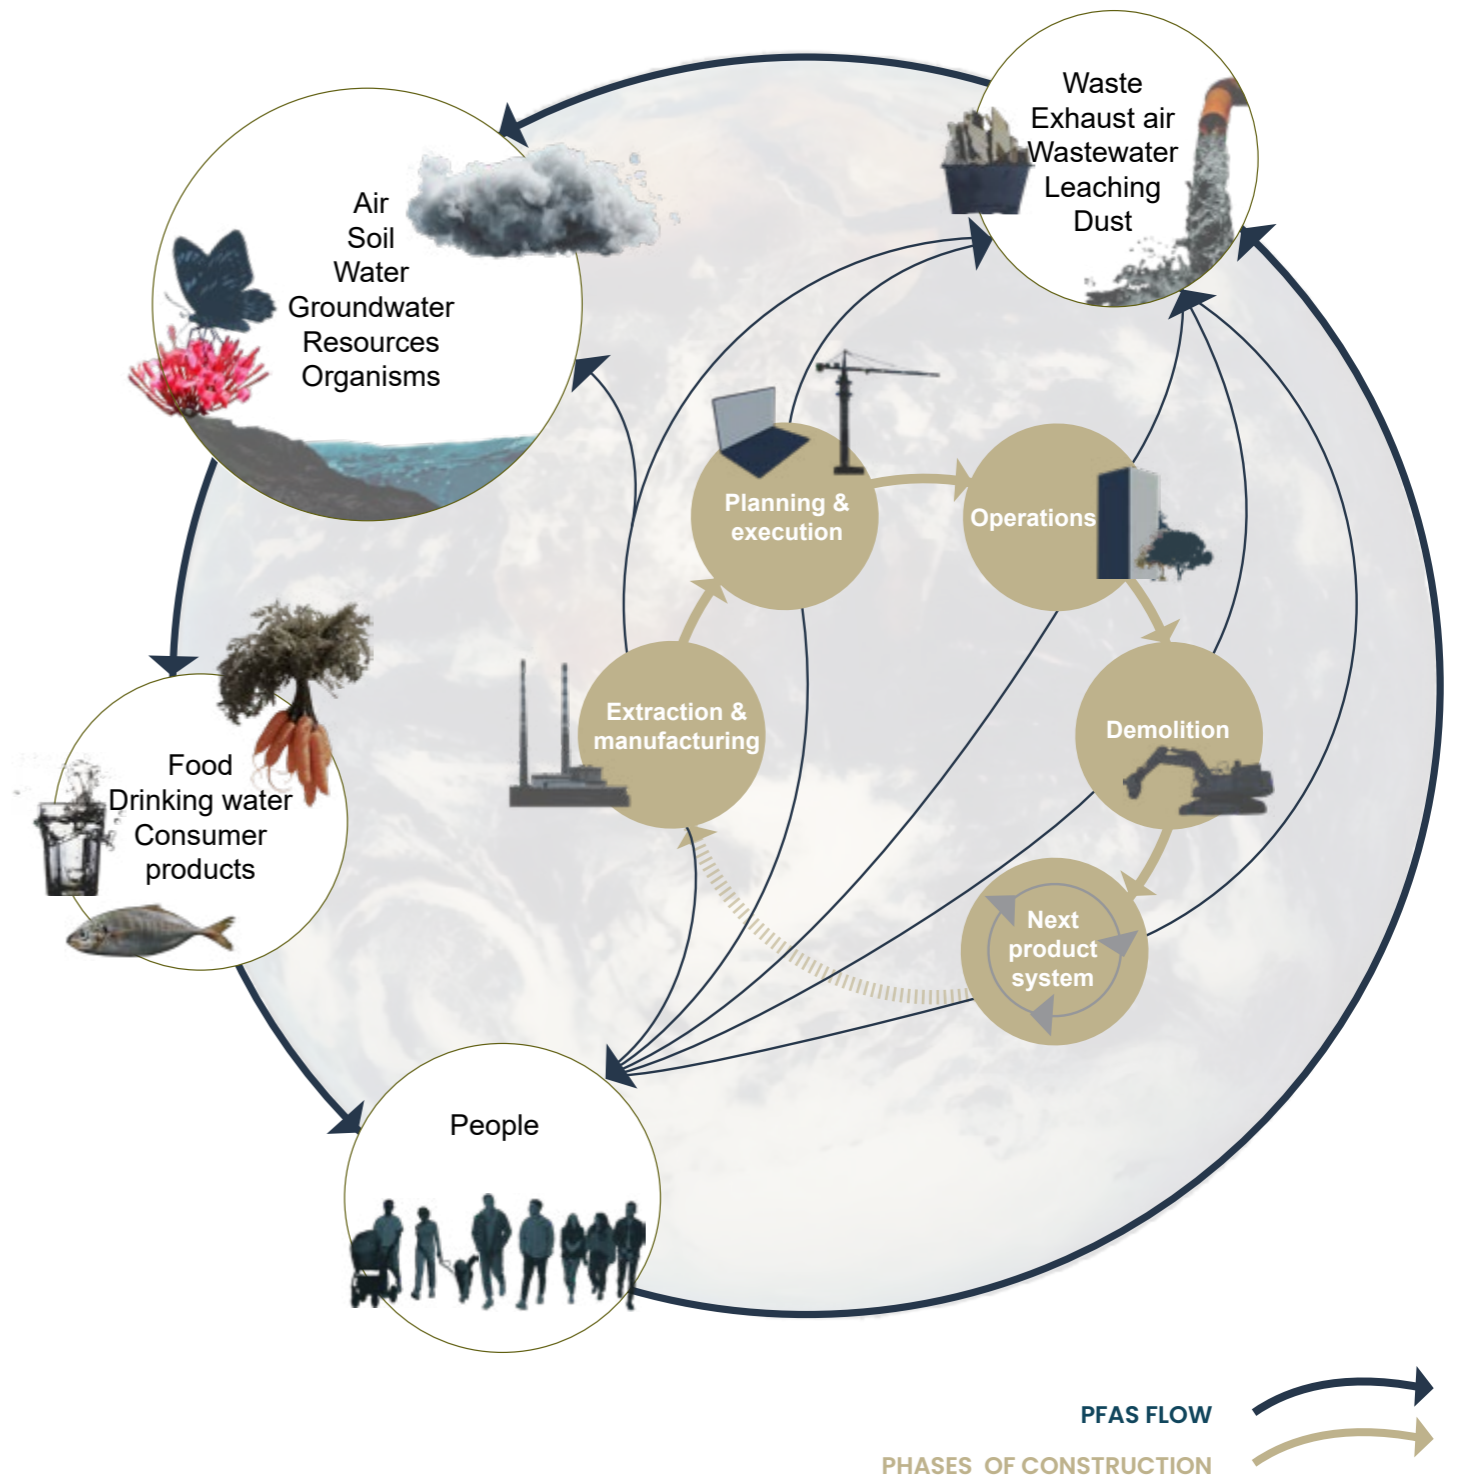 Waste
Exhaust air
Wastewater
Leaching
Dust
Air
Soil
Water
Groundwater
Resources
Organisms
Planning &
execution
Operations
Extraction &
manufacturing
Demolition
Food
Drinking water
Consumer
products
Next
product
system
People
PFAS FLOW
PHASES OF CONSTRUCTION